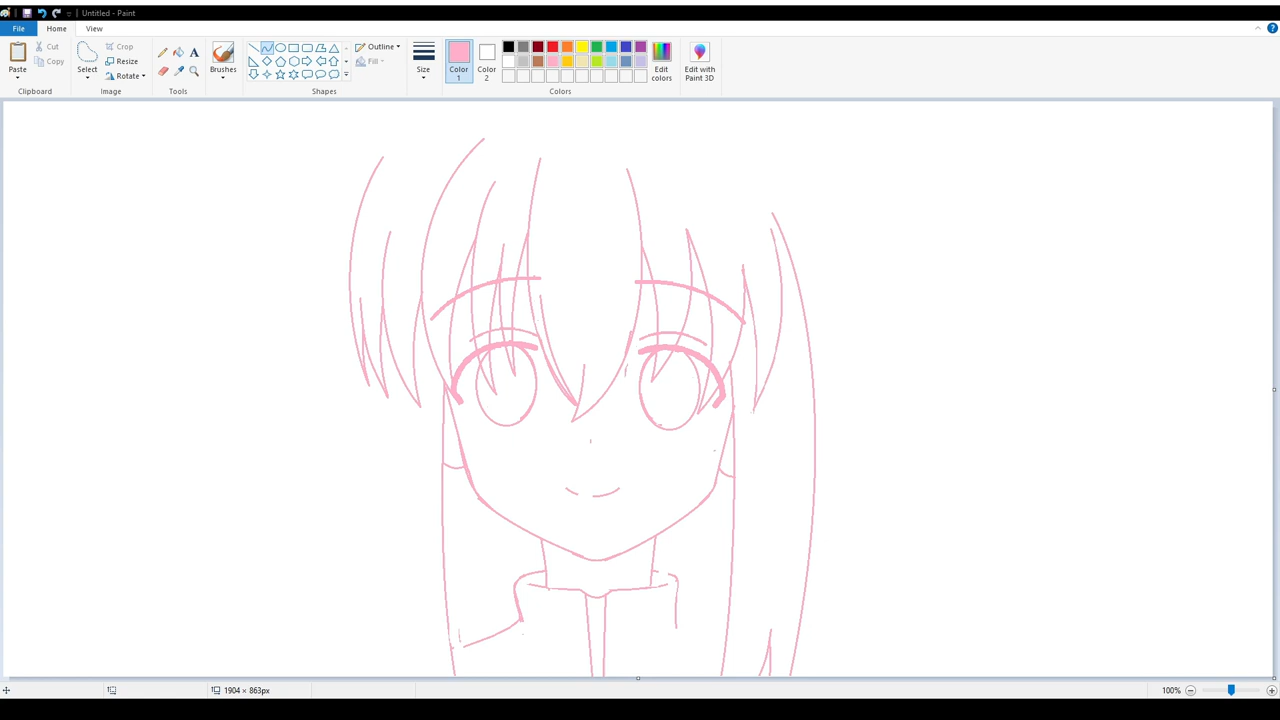 Untitled - Paint
File Home View
Paste Cut Copy
Select Crop Resize Rotate
Brushes
Outline Fill
Size
Color 1
Color 2
Edit colors
Edit with Paint 3D
Clipboard Image Tools Shapes Colors
1904 × 863px 100%